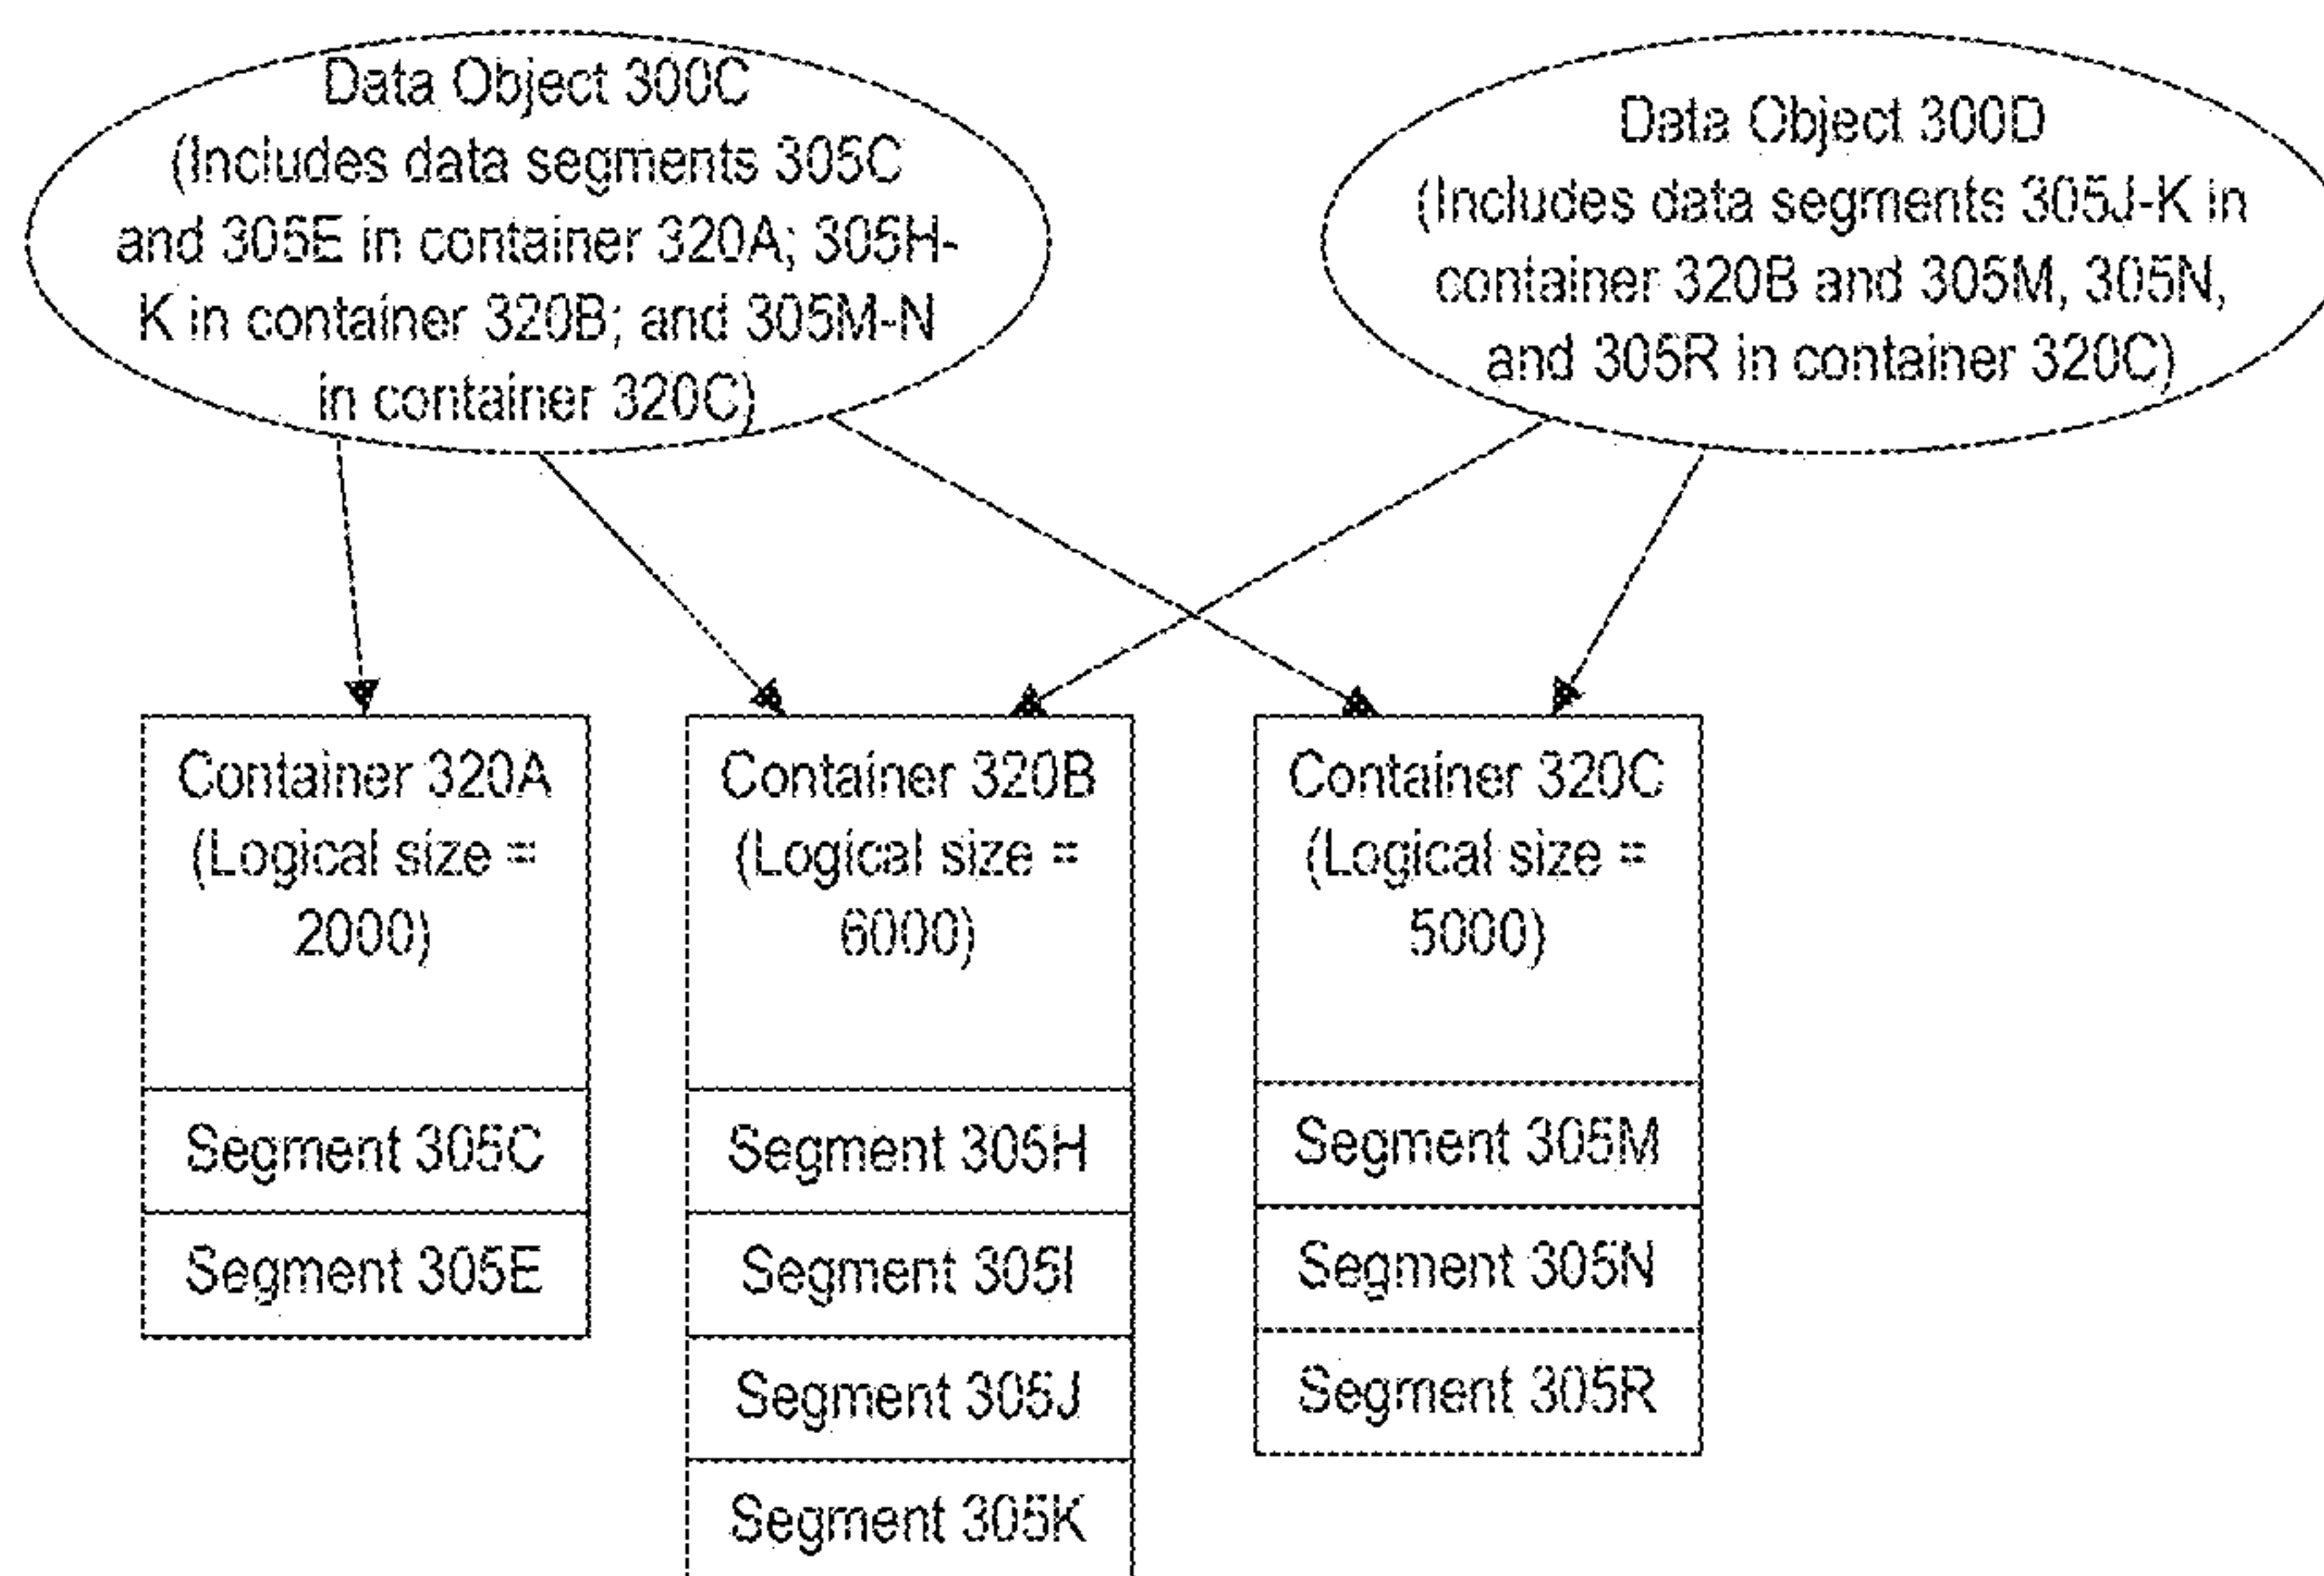 Data Object 300C
(Includes data segments 305C
and 305E in container 320A; 305H-
K in container 320B; and 305M-N
in container 320C)
Data Object 300D
(Includes data segments 305J-K in
container 320B and 305M, 305N,
and 305R in container 320C)
Container 320A
(Logical size =
2000)
Segment 305C
Segment 305E
Container 320B
(Logical size =
6000)
Segment 305H
Segment 305I
Segment 305J
Segment 305K
Container 320C
(Logical size =
5000)
Segment 305M
Segment 305N
Segment 305R